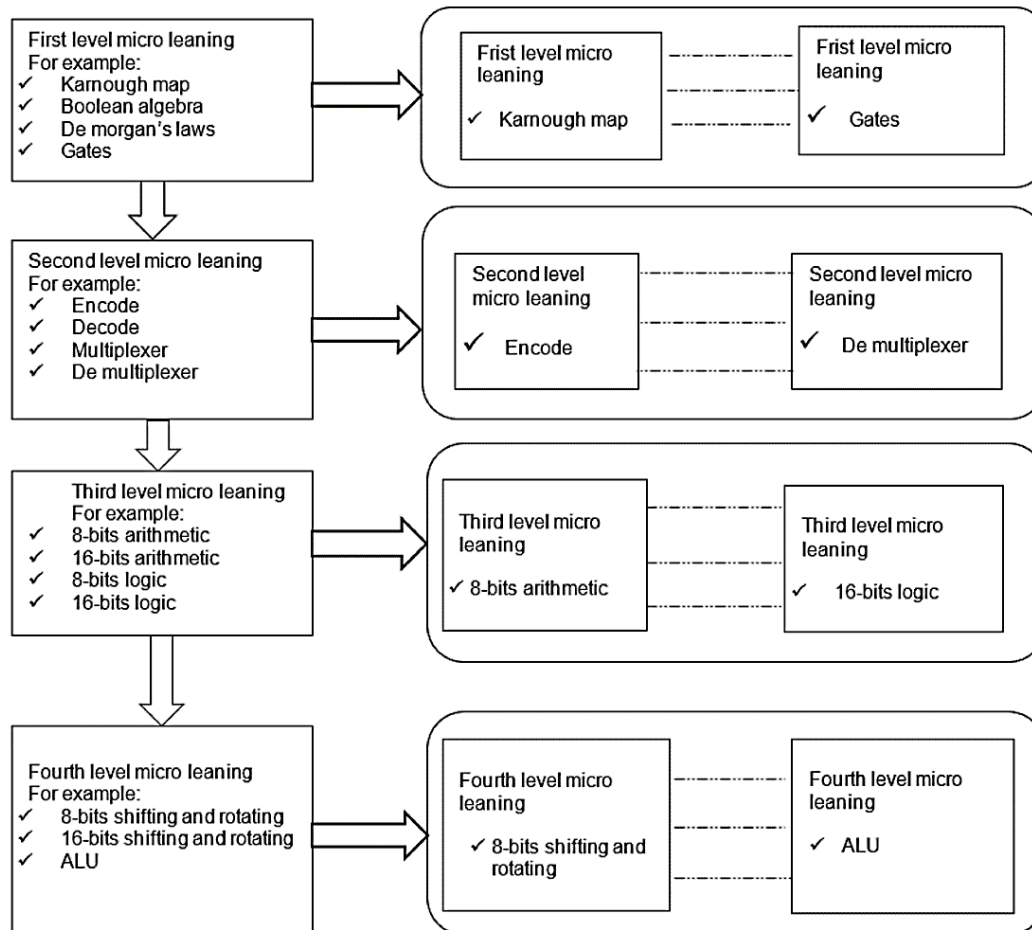 First level micro leaning
For example:
✓ Karnough map
✓ Boolean algebra
✓ De morgan's laws
✓ Gates
Frist level micro
leaning
✓ Karnough map
Frist level micro
leaning
✓ Gates
Second level micro leaning
For example:
✓ Encode
✓ Decode
✓ Multiplexer
✓ De multiplexer
Second level
micro leaning
✓ Encode
Second level micro
leaning
✓ De multiplexer
Third level micro leaning
For example:
✓ 8-bits arithmetic
✓ 16-bits arithmetic
✓ 8-bits logic
✓ 16-bits logic
Third level micro
leaning
✓ 8-bits arithmetic
Third level micro
leaning
✓ 16-bits logic
Fourth level micro leaning
For example:
✓ 8-bits shifting and rotating
✓ 16-bits shifting and rotating
✓ ALU
Fourth level micro
leaning
✓ 8-bits shifting and
rotating
Fourth level micro
leaning
✓ ALU